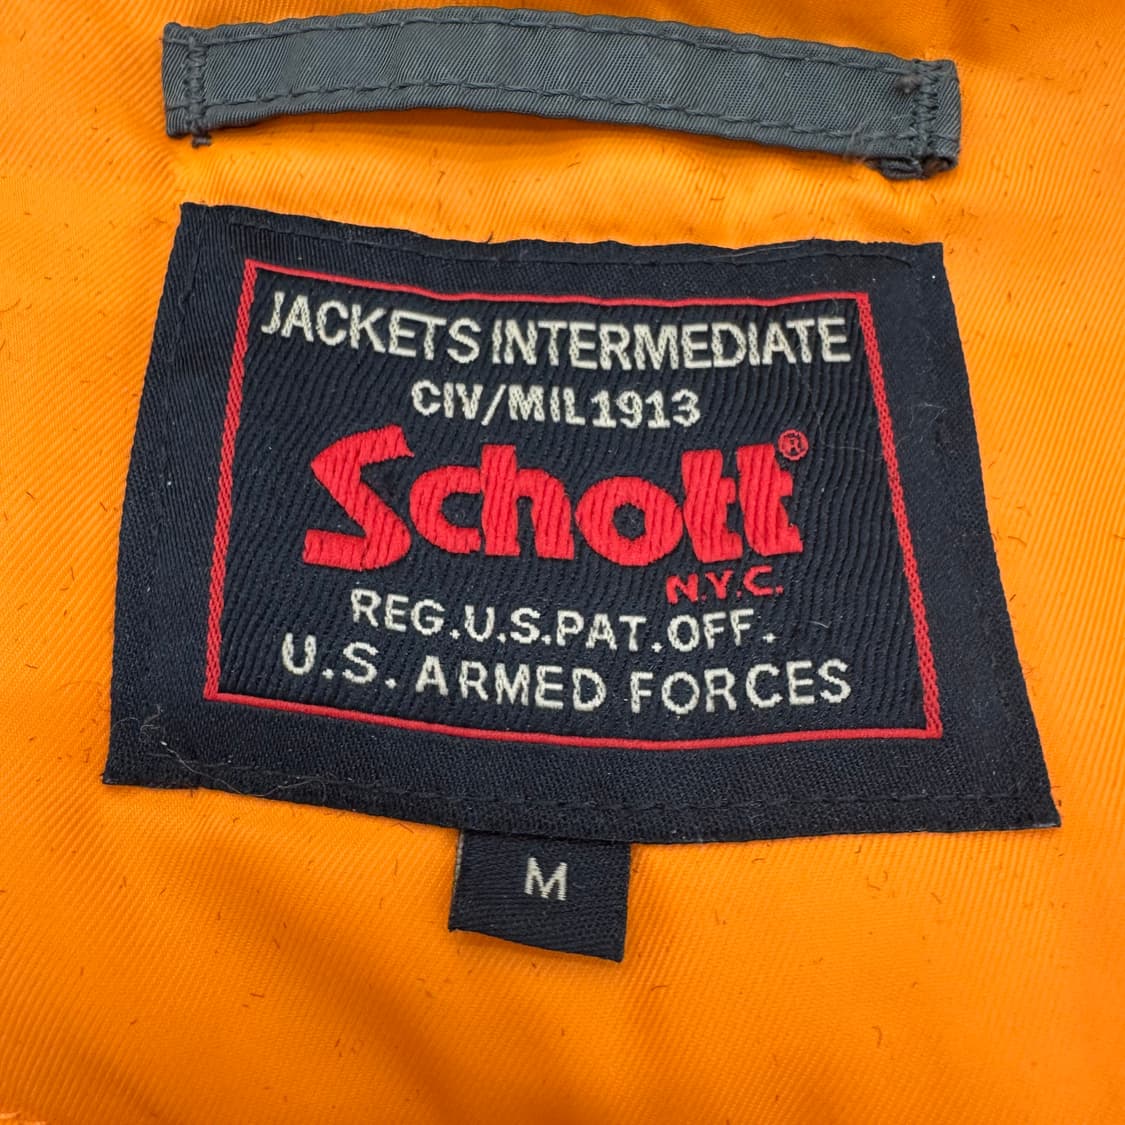 JACKETS INTERMEDIATE
CIV/MIL1913
Schott®
N.Y.C.
REG.U.S.PAT.OFF.
U.S. ARMED FORCES
M